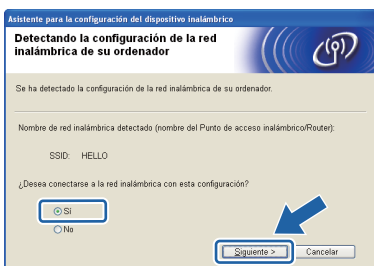 Asistente para la configuración del dispositivo inalámbrico
Detectando la configuración de la red
inalámbrica de su ordenador
Se ha detectado la configuración de la red inalámbrica de su ordenador.
Nombre de red inalámbrica detectado (nombre del Punto de acceso inalámbrico/Router):
SSID: HELLO
¿Desea conectarse a la red inalámbrica con esta configuración?
Sí
No
Siguiente > Cancelar